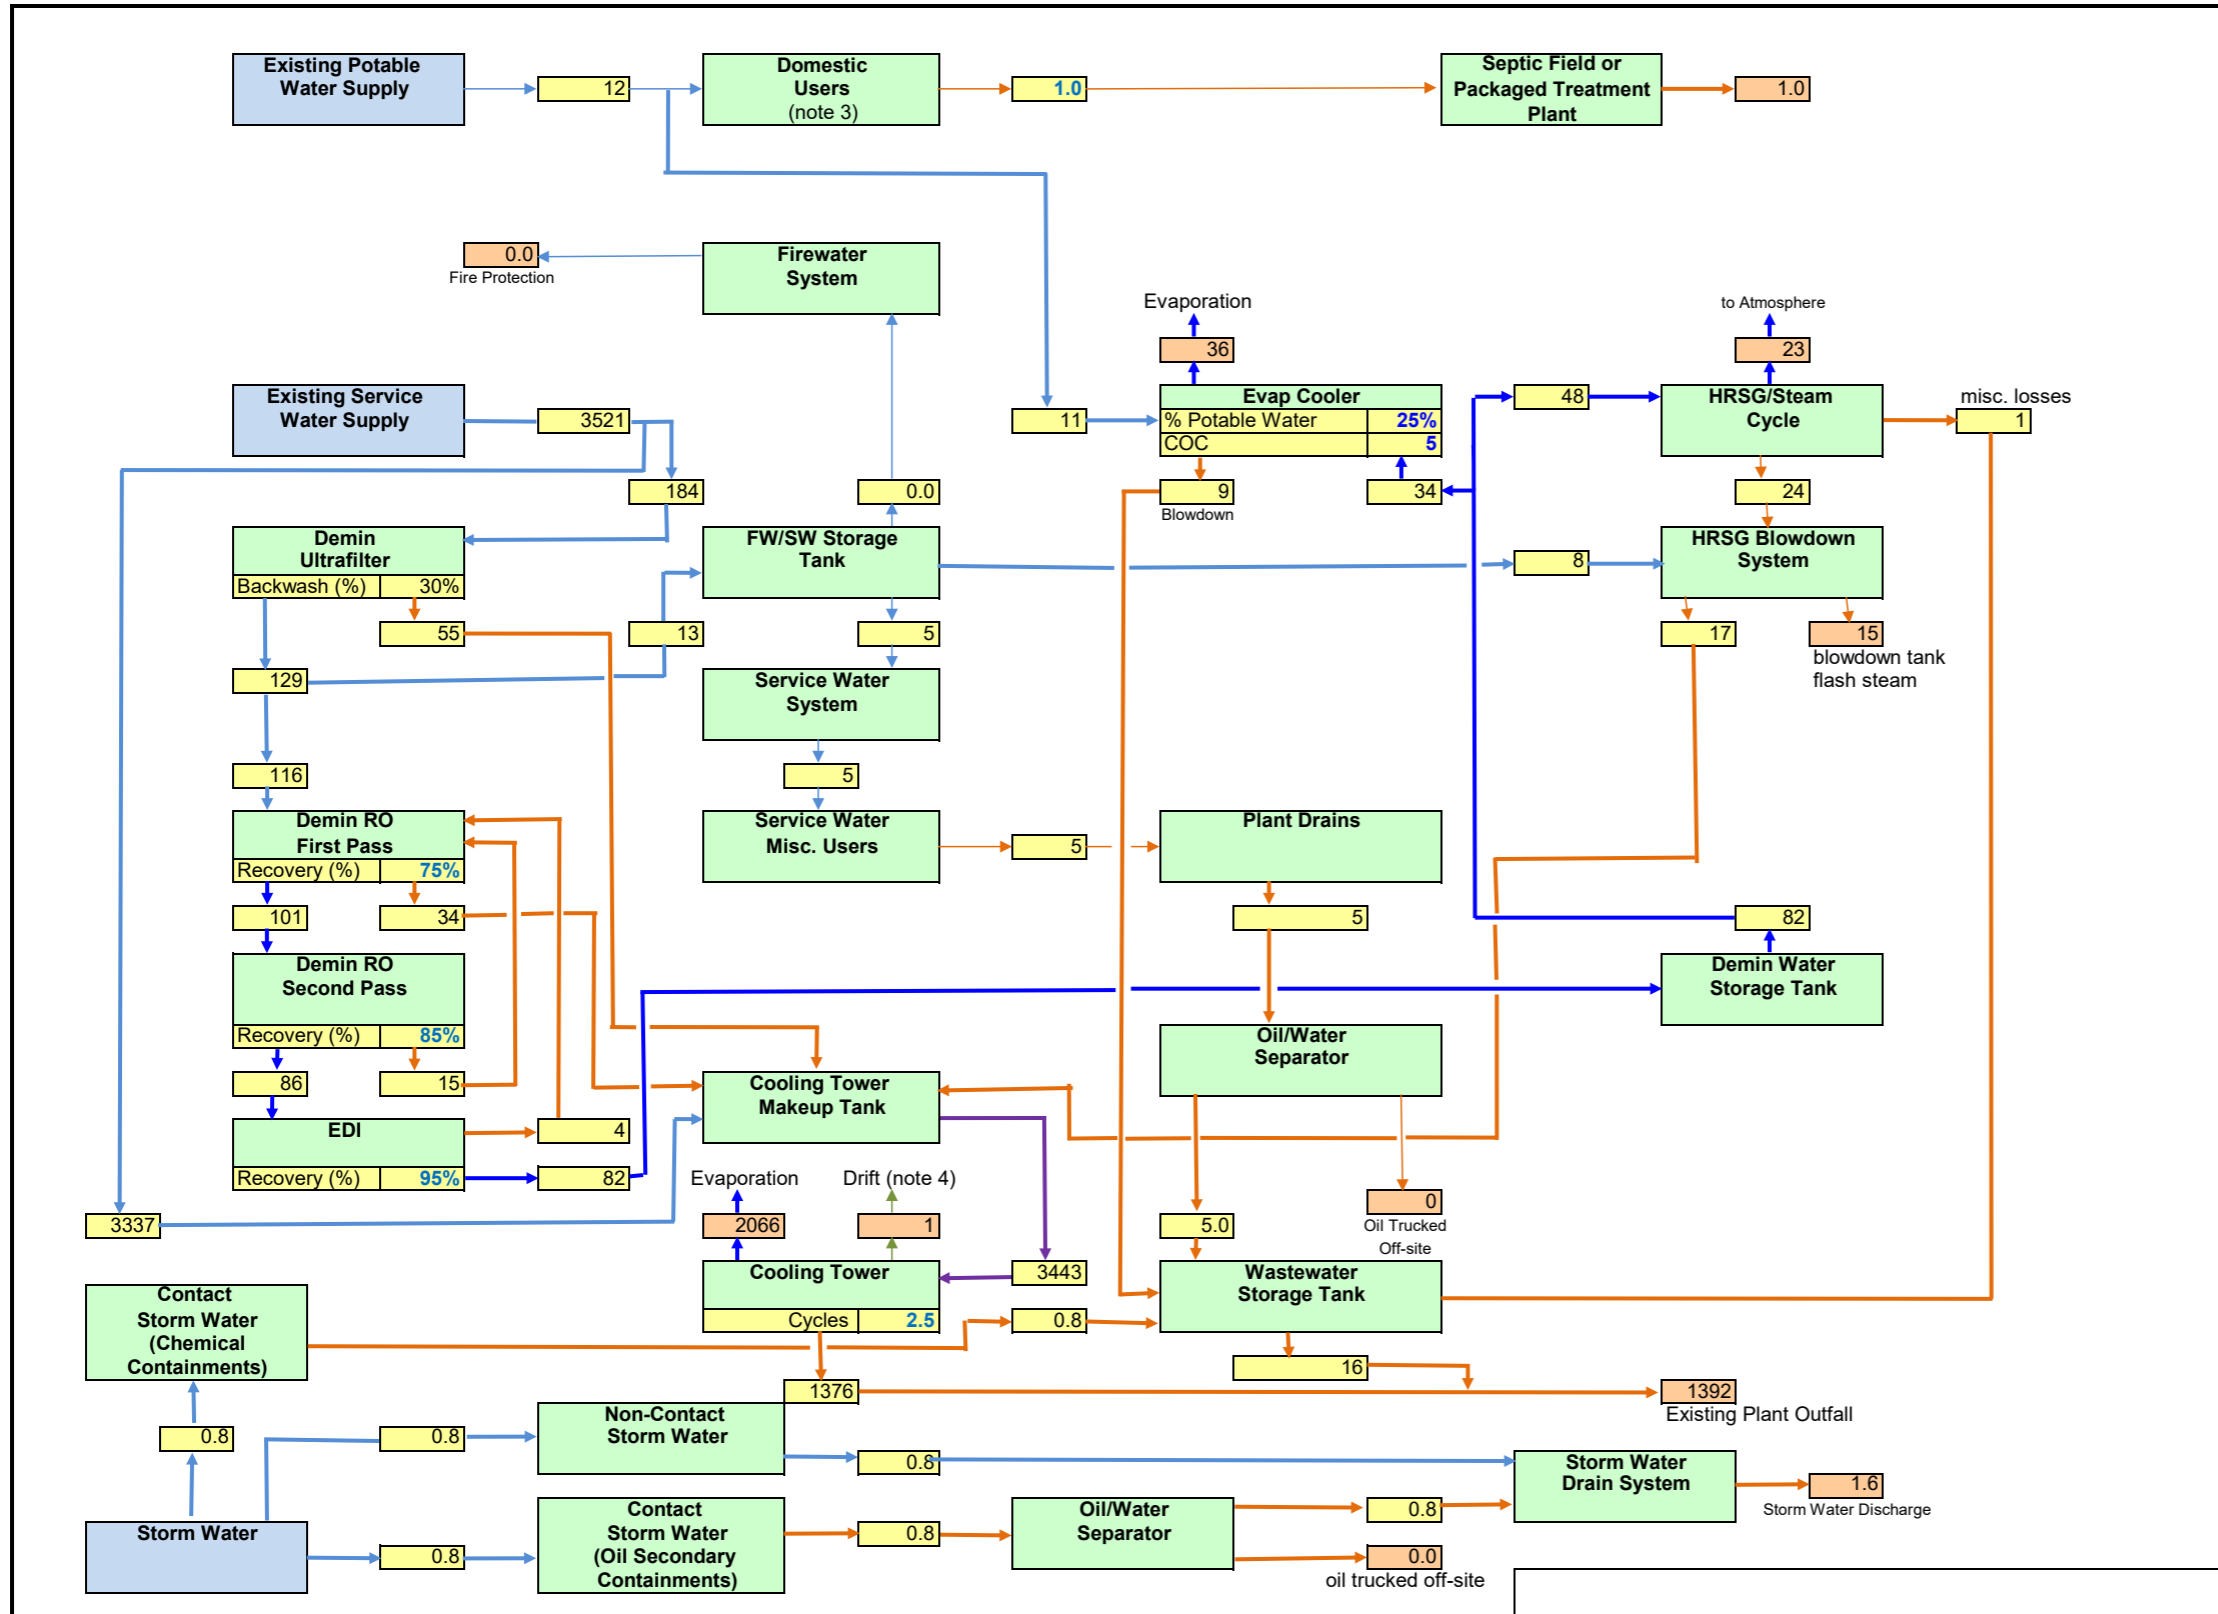 Existing Potable
Water Supply
12
Domestic
Users
(note 3)
1.0
Septic Field or
Packaged Treatment
Plant
1.0
0.0
Fire Protection
Firewater
System
Evaporation
36
to Atmosphere
23
Existing Service
Water Supply
3521
11
Evap Cooler
% Potable Water 25%
COC 5
48
HRSG/Steam
Cycle
misc. losses
1
184
0.0
9
Blowdown
34
24
Demin
Ultrafilter
Backwash (%) 30%
FW/SW Storage
Tank
8
HRSG Blowdown
System
55
13
5
17
15
blowdown tank
flash steam
129
Service Water
System
116
5
Demin RO
First Pass
Recovery (%) 75%
Service Water
Misc. Users
5
Plant Drains
101
34
5
82
Demin RO
Second Pass
Recovery (%) 85%
Demin Water
Storage Tank
Oil/Water
Separator
86
15
Cooling Tower
Makeup Tank
EDI
Recovery (%) 95%
4
82
Evaporation
Drift (note 4)
3337
2066
1
5.0
0
Oil Trucked
Off-site
Cooling Tower
Cycles 2.5
3443
Wastewater
Storage Tank
Contact
Storm Water
(Chemical
Containments)
0.8
16
1376
1392
Existing Plant Outfall
0.8
0.8
Non-Contact
Storm Water
0.8
Storm Water
Drain System
1.6
Storm Water Discharge
Storm Water
0.8
Contact
Storm Water
(Oil Secondary
Containments)
0.8
Oil/Water
Separator
0.8
0.0
oil trucked off-site